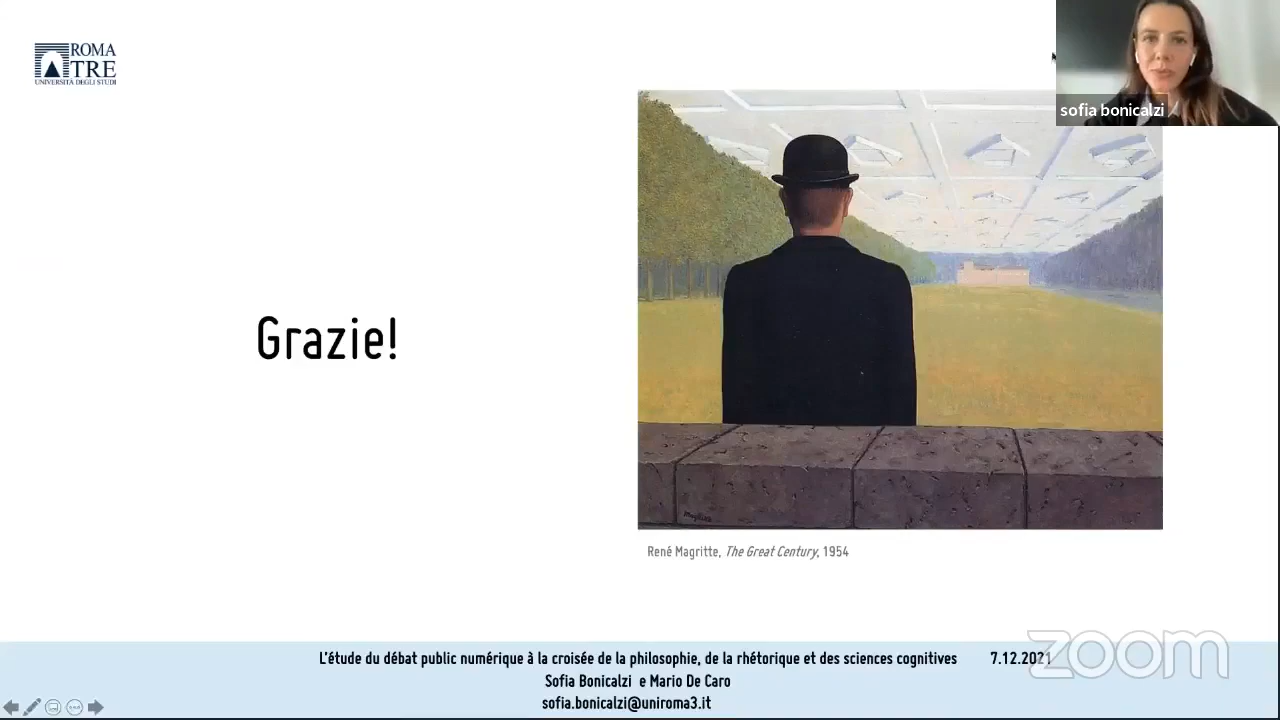 ROMA
TRE
UNIVERSITÀ DEGLI STUDI
sofia bonicalzi
Grazie!
Magritte
René Magritte, The Great Century, 1954
L'étude du débat public numérique à la croisée de la philosophie, de la rhétorique et des sciences cognitives 7.12.2021
Sofia Bonicalzi e Mario De Caro
sofia.bonicalzi@uniroma3.it
zoom